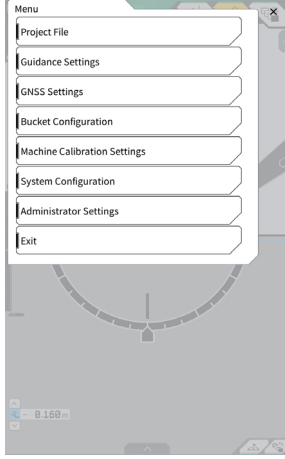 Menu
Project File
Guidance Settings
GNSS Settings
Bucket Configuration
Machine Calibration Settings
System Configuration
Administrator Settings
Exit
- 0.160 m